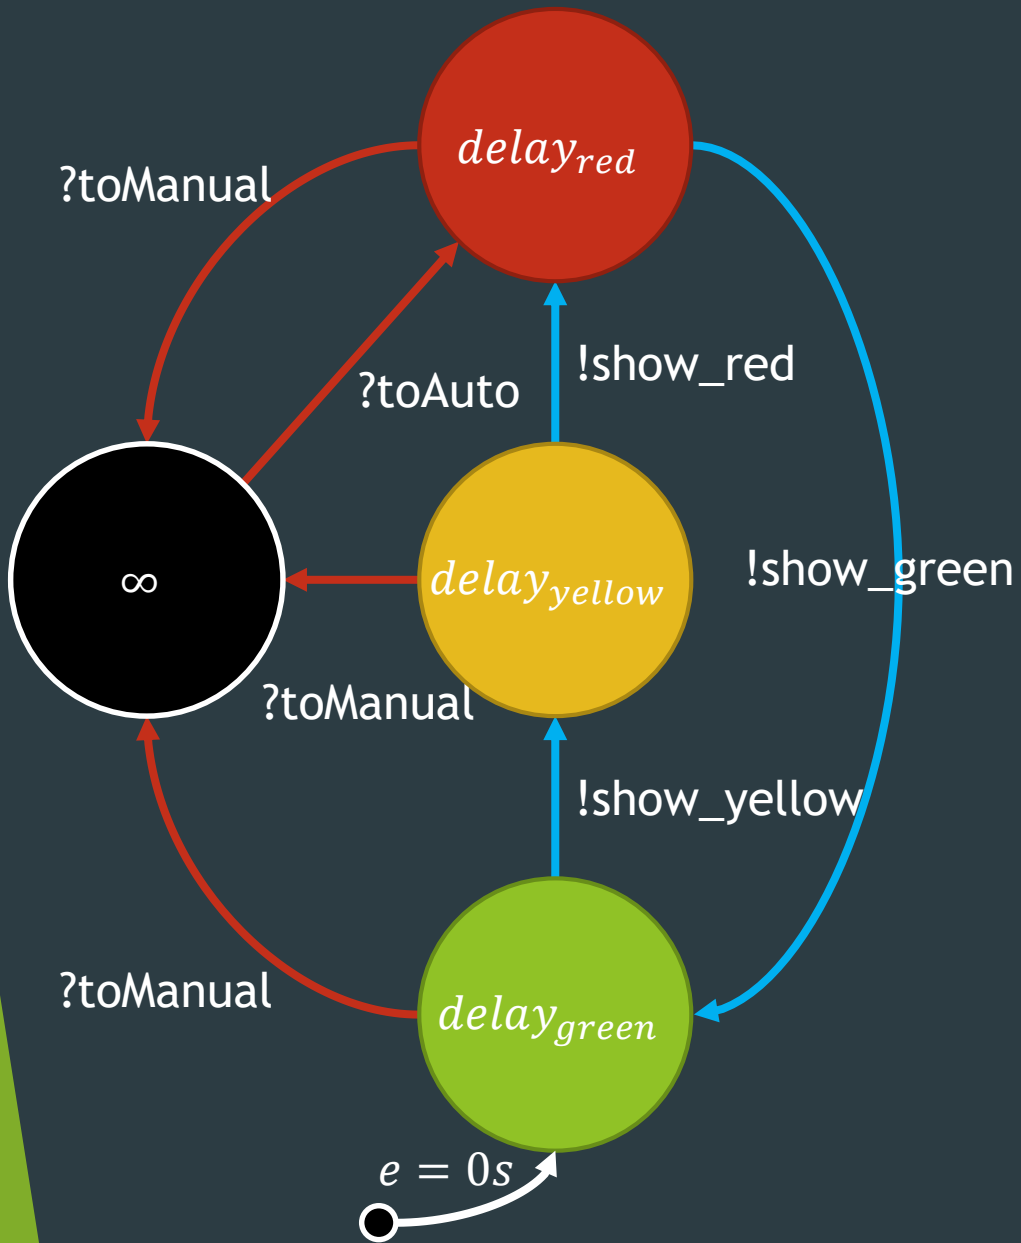 delay_red
?toManual
!show_red
?toAuto
∞
delay_yellow
!show_green
?toManual
!show_yellow
?toManual
delay_green
e = 0s